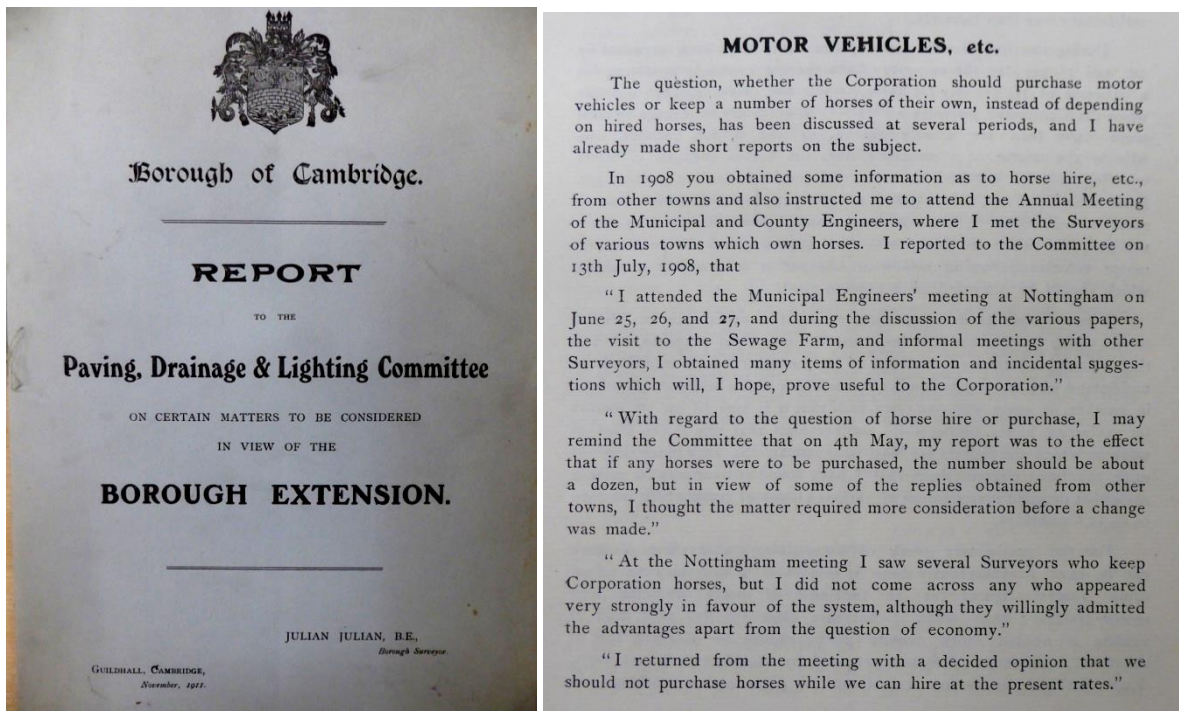 Borough of Cambridge.
REPORT
TO THE
Paving, Drainage & Lighting Committee
ON CERTAIN MATTERS TO BE CONSIDERED
IN VIEW OF THE
BOROUGH EXTENSION.
JULIAN JULIAN, B.E.,
Borough Surveyor.
GUILDHALL, CAMBRIDGE,
November, 1911.
MOTOR VEHICLES, etc.
The question, whether the Corporation should purchase motor
vehicles or keep a number of horses of their own, instead of depending
on hired horses, has been discussed at several periods, and I have
already made short reports on the subject.
In 1908 you obtained some information as to horse hire, etc.,
from other towns and also instructed me to attend the Annual Meeting
of the Municipal and County Engineers, where I met the Surveyors
of various towns which own horses. I reported to the Committee on
13th July, 1908, that
“I attended the Municipal Engineers’ meeting at Nottingham on
June 25, 26, and 27, and during the discussion of the various papers,
the visit to the Sewage Farm, and informal meetings with other
Surveyors, I obtained many items of information and incidental sugges-
tions which will, I hope, prove useful to the Corporation.”
“With regard to the question of horse hire or purchase, I may
remind the Committee that on 4th May, my report was to the effect
that if any horses were to be purchased, the number should be about
a dozen, but in view of some of the replies obtained from other
towns, I thought the matter required more consideration before a change
was made.”
“At the Nottingham meeting I saw several Surveyors who keep
Corporation horses, but I did not come across any who appeared
very strongly in favour of the system, although they willingly admitted
the advantages apart from the question of economy.”
“I returned from the meeting with a decided opinion that we
should not purchase horses while we can hire at the present rates.”